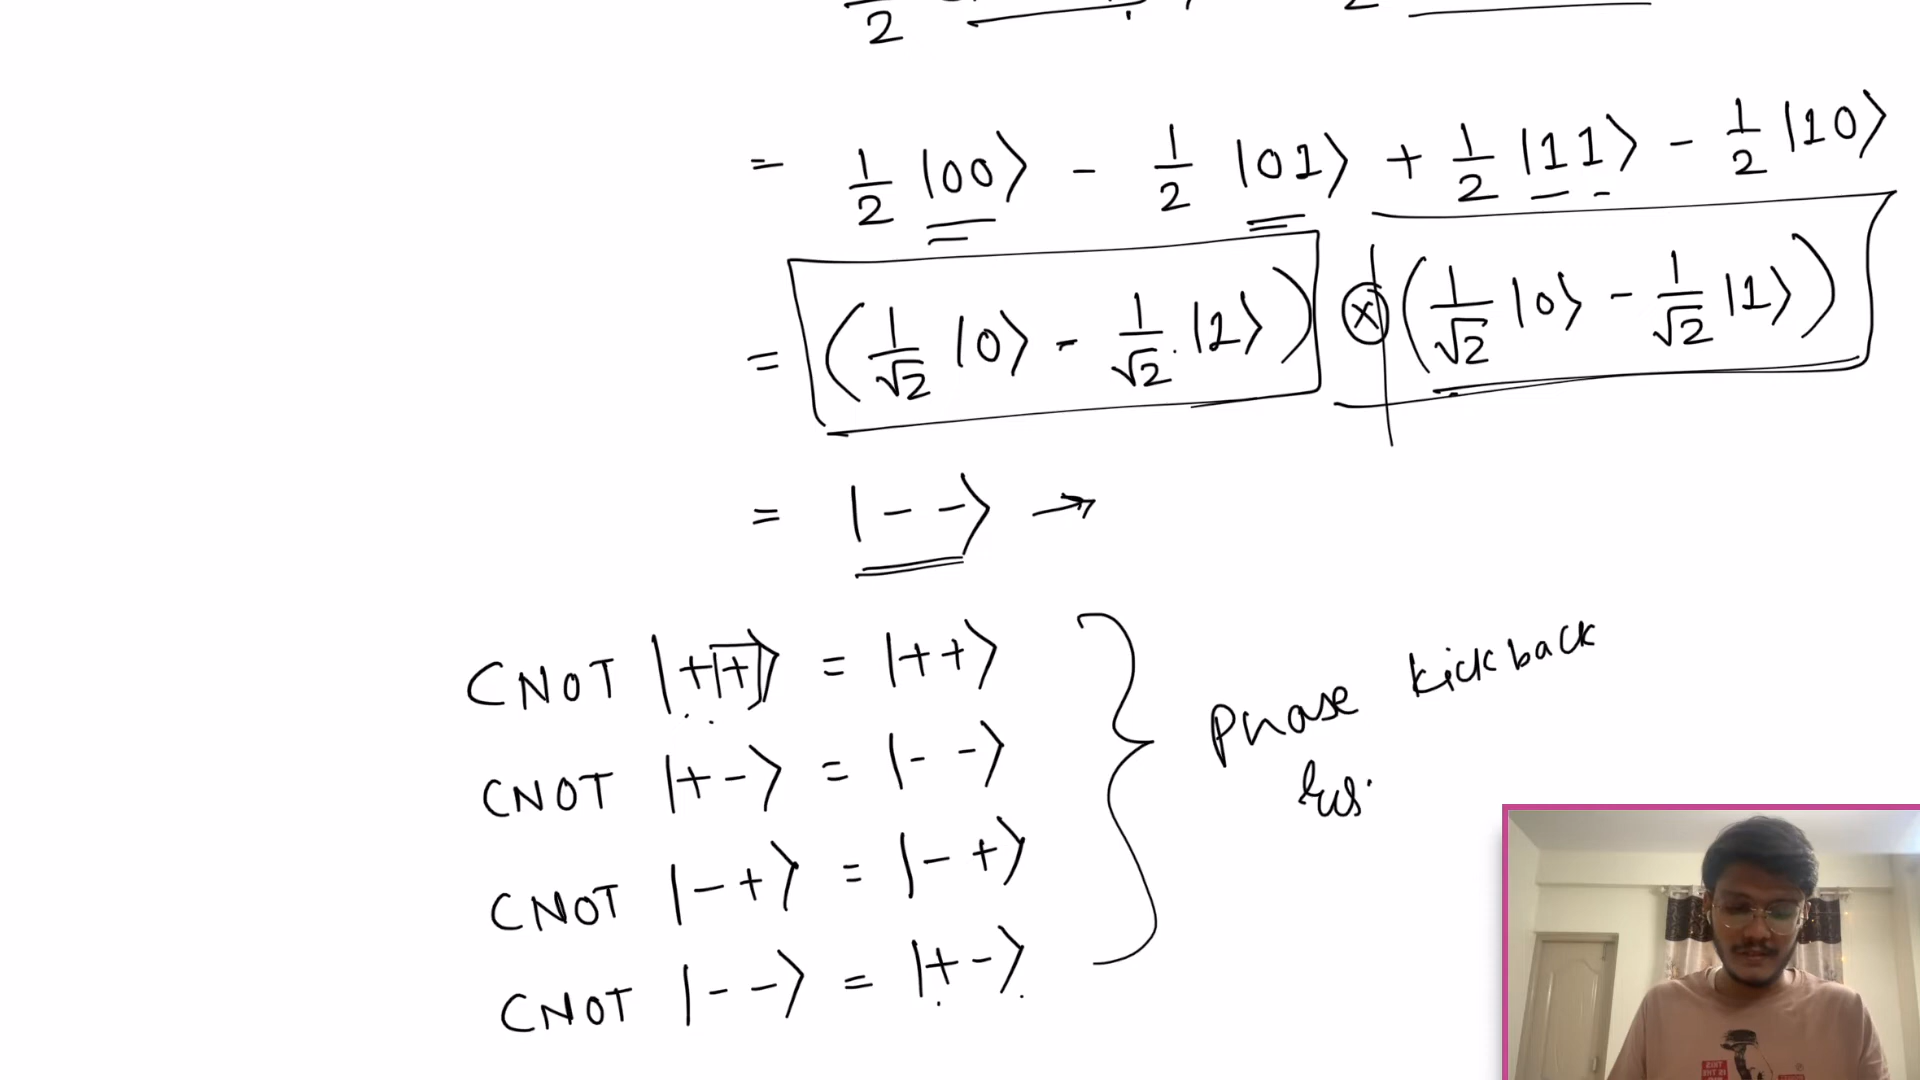 2
= 1/2 |00⟩ - 1/2 |01⟩ + 1/2 |11⟩ - 1/2 |10⟩
= (1/√2 |0⟩ - 1/√2 |1⟩) ⊗ (1/√2 |0⟩ - 1/√2 |1⟩)
= |- -⟩ →
CNOT |++⟩ = |++⟩
CNOT |+-⟩ = |- -⟩
CNOT |-+⟩ = |-+⟩
CNOT |- -⟩ = |+-⟩
Phase kickback